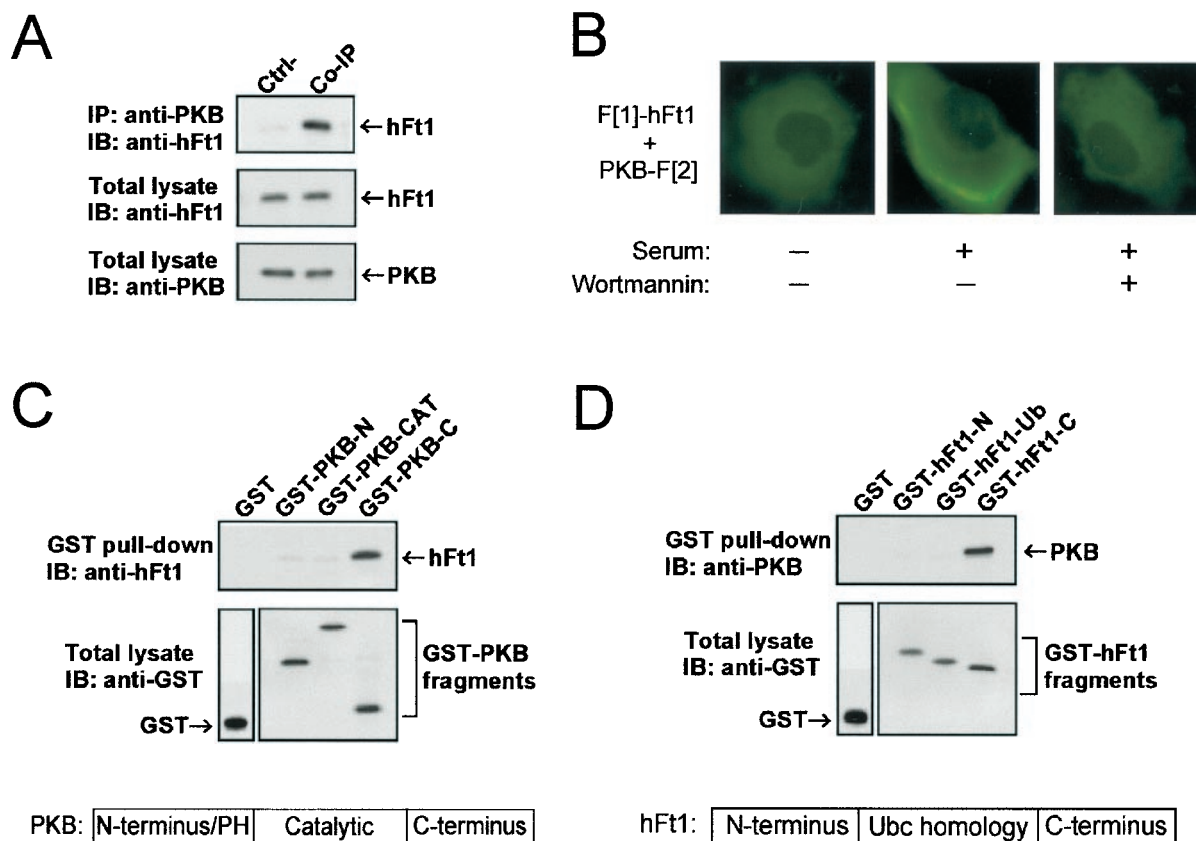 A
Ctrl-
Co-IP
IP: anti-PKB
IB: anti-hFt1
←hFt1
Total lysate
IB: anti-hFt1
←hFt1
Total lysate
IB: anti-PKB
←PKB
B
F[1]-hFt1
+
PKB-F[2]
Serum: – + +
Wortmannin: – – +
C
GST
GST-PKB-N
GST-PKB-CAT
GST-PKB-C
GST pull-down
IB: anti-hFt1
←hFt1
Total lysate
IB: anti-GST
GST→
GST-PKB
fragments
PKB: N-terminus/PH Catalytic C-terminus
D
GST
GST-hFt1-N
GST-hFt1-Ub
GST-hFt1-C
GST pull-down
IB: anti-PKB
←PKB
Total lysate
IB: anti-GST
GST→
GST-hFt1
fragments
hFt1: N-terminus Ubc homology C-terminus